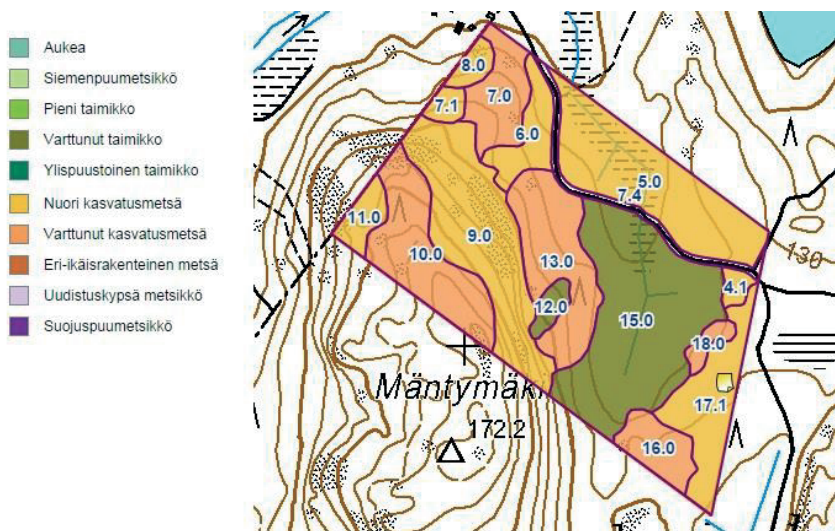 Aukea
Siemenpuumetsikkö
Pieni taimikko
Varttunut taimikko
Ylispuustoinen taimikko
Nuori kasvatusmetsä
Varttunut kasvatusmetsä
Eri-ikäisrakenteinen metsä
Uudistuskypsä metsikkö
Suojuspuumetsikkö
8.0
7.0
7.1
6.0
5.0
7.4
11.0
9.0
10.0
13.0
130
4.1
12.0
15.0
18.0
Mäntymäki
17.1
172.2
16.0